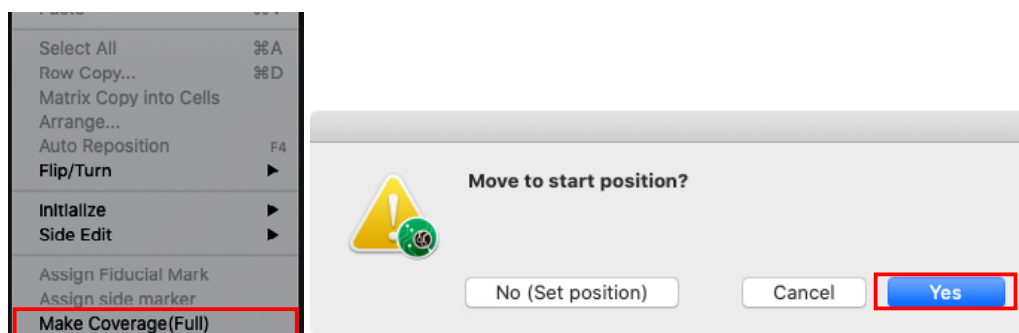 Select All ⌘A
Row Copy... ⌘D
Matrix Copy into Cells
Arrange...
Auto Reposition F4
Flip/Turn ▶
Initialize ▶
Side Edit ▶
Assign Fiducial Mark
Assign side marker
Make Coverage(Full)
Move to start position?
No (Set position) Cancel Yes